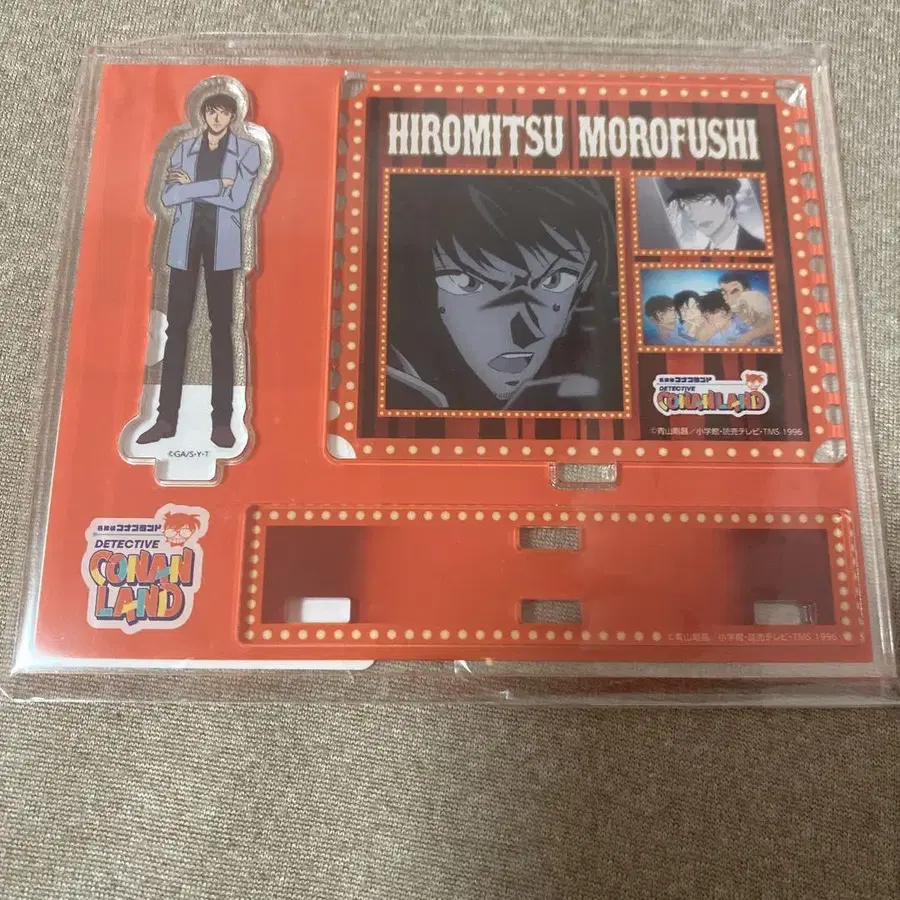 HIROMITSU MOROFUSHI
名探偵コナンランド
DETECTIVE
CONAN LAND
©青山剛昌／小学館・読売テレビ・TMS 1996
©GA/S・Y・T
名探偵コナンランド
DETECTIVE
CONAN
LAND
©青山剛昌／小学館・読売テレビ・TMS 1996